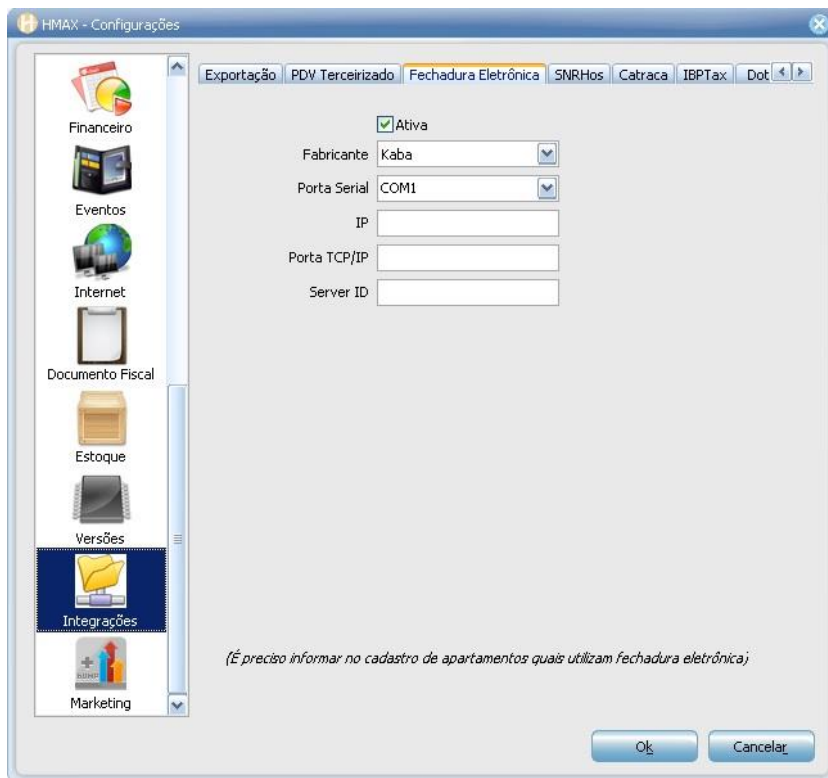 HMAX - Configurações
Financeiro
Eventos
Internet
Documento Fiscal
Estoque
Versões
Integrações
Marketing
Exportação PDV Terceirizado Fechadura Eletrônica SNRHos Catraca IBPTax Dot
Ativa
Fabricante Kaba
Porta Serial COM1
IP
Porta TCP/IP
Server ID
(É preciso informar no cadastro de apartamentos quais utilizam fechadura eletrônica)
Ok Cancelar